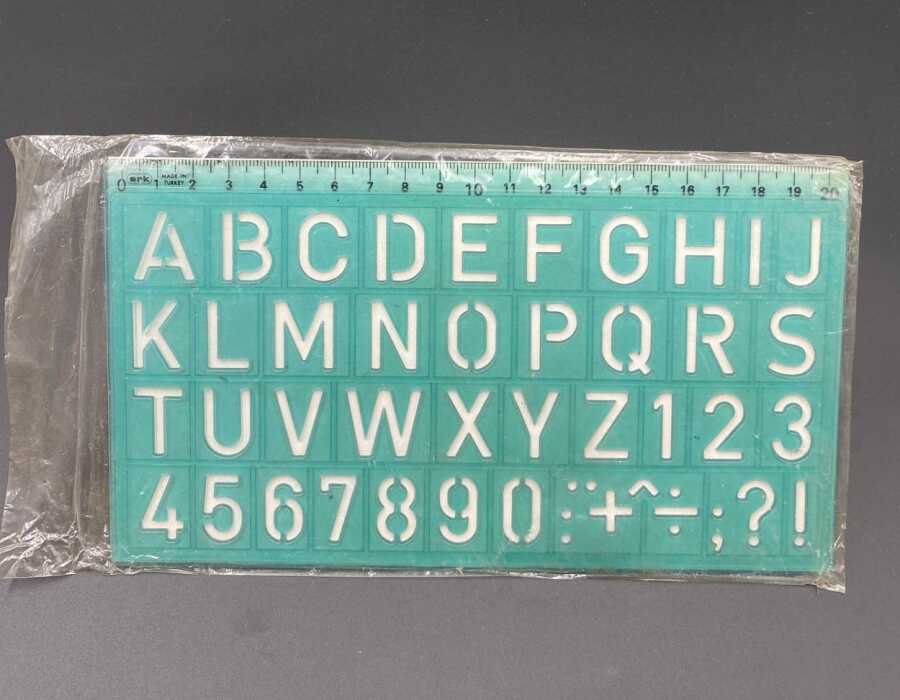 0 ark 1 MADE IN TURKEY 2 3 4 5 6 7 8 9 10 11 12 13 14 15 16 17 18 19 20
A B C D E F G H I J
K L M N O P Q R S
T U V W X Y Z 1 2 3
4 5 6 7 8 9 0 : ¨ + ^ ÷ ; ? !